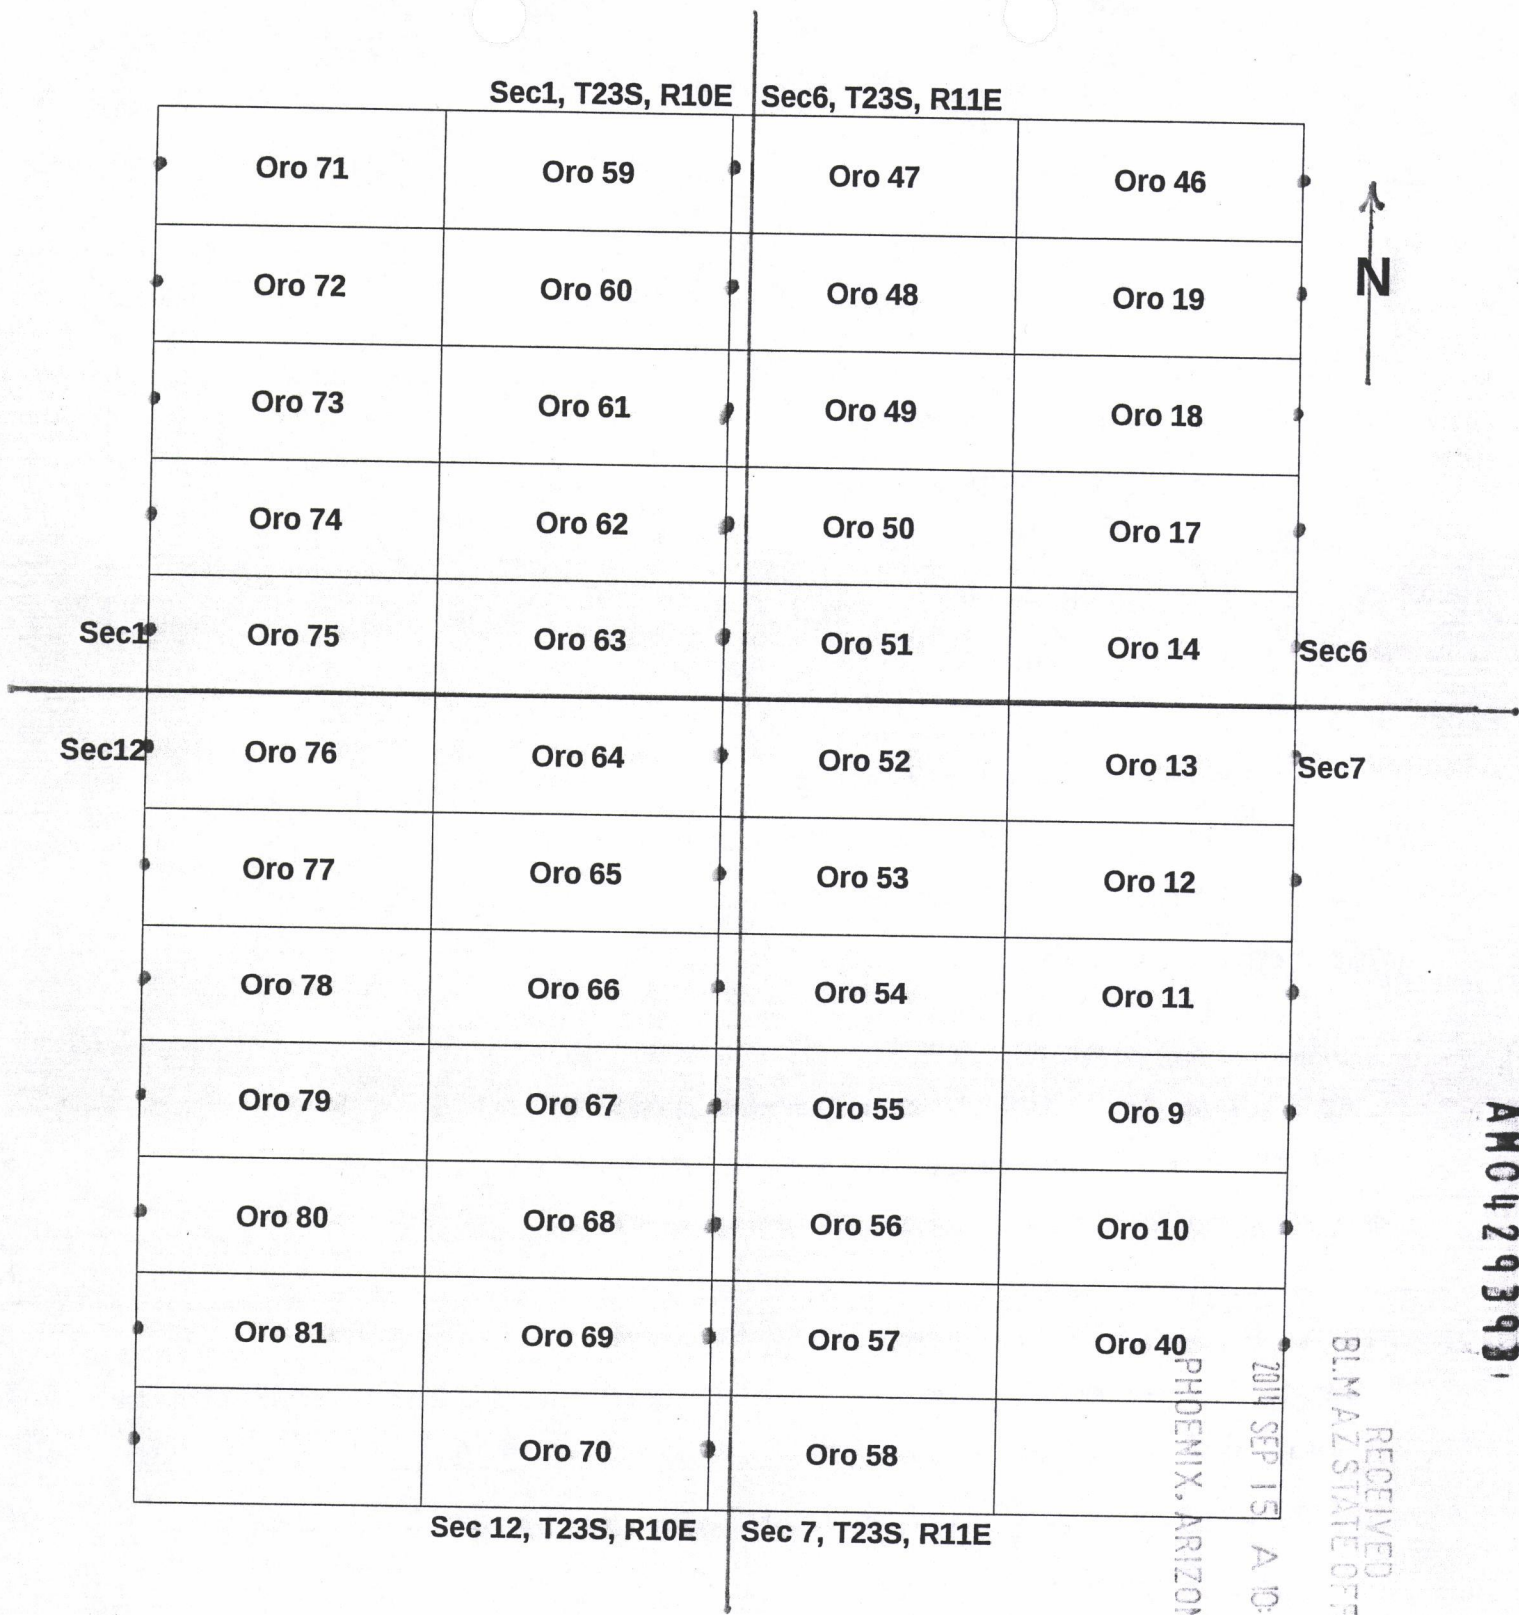 Sec1, T23S, R10E Sec6, T23S, R11E
Oro 71 Oro 59 Oro 47 Oro 46
N
Oro 72 Oro 60 Oro 48 Oro 19
Oro 73 Oro 61 Oro 49 Oro 18
Oro 74 Oro 62 Oro 50 Oro 17
Sec1 Oro 75 Oro 63 Oro 51 Oro 14 Sec6
Sec12 Oro 76 Oro 64 Oro 52 Oro 13 Sec7
Oro 77 Oro 65 Oro 53 Oro 12
Oro 78 Oro 66 Oro 54 Oro 11
Oro 79 Oro 67 Oro 55 Oro 9
Oro 80 Oro 68 Oro 56 Oro 10
Oro 81 Oro 69 Oro 57 Oro 40
Oro 70 Oro 58
Sec 12, T23S, R10E Sec 7, T23S, R11E
AMC429393
RECEIVED
BLM AZ STATE OFF
2014 SEP 15 A 10:
PHOENIX, ARIZON